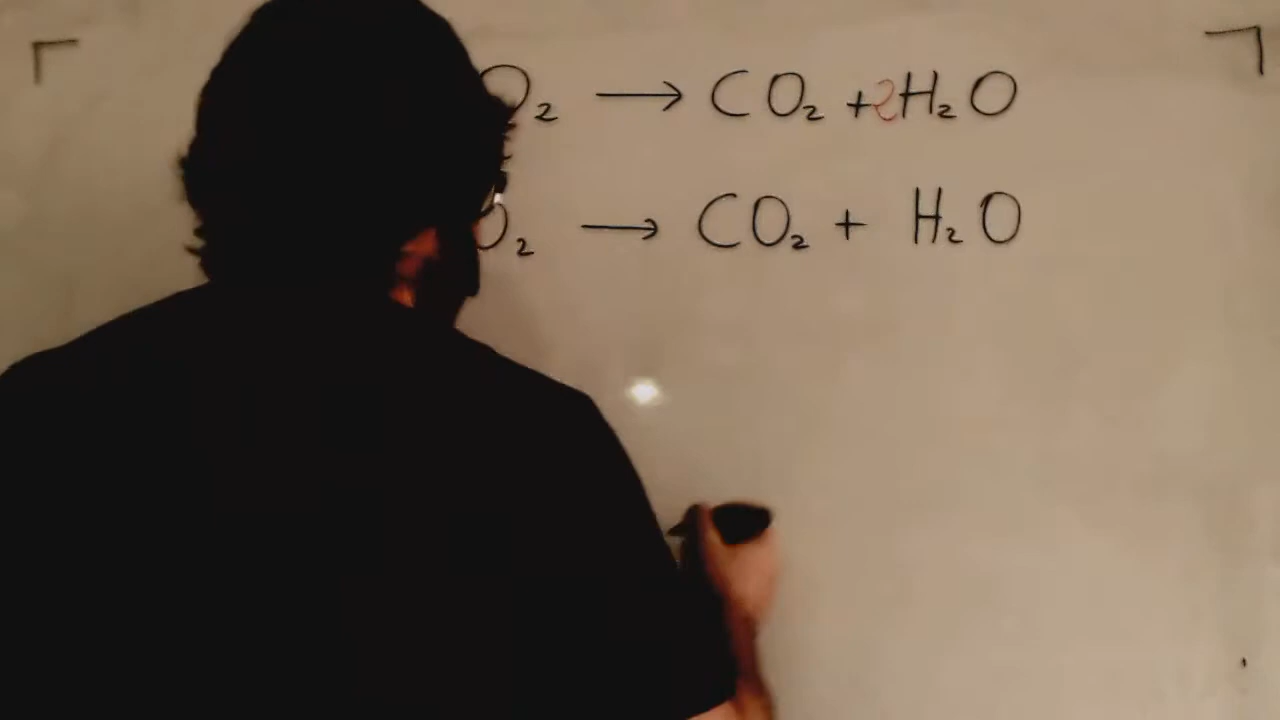 O₂ → CO₂ + 2H₂O
O₂ → CO₂ + H₂O